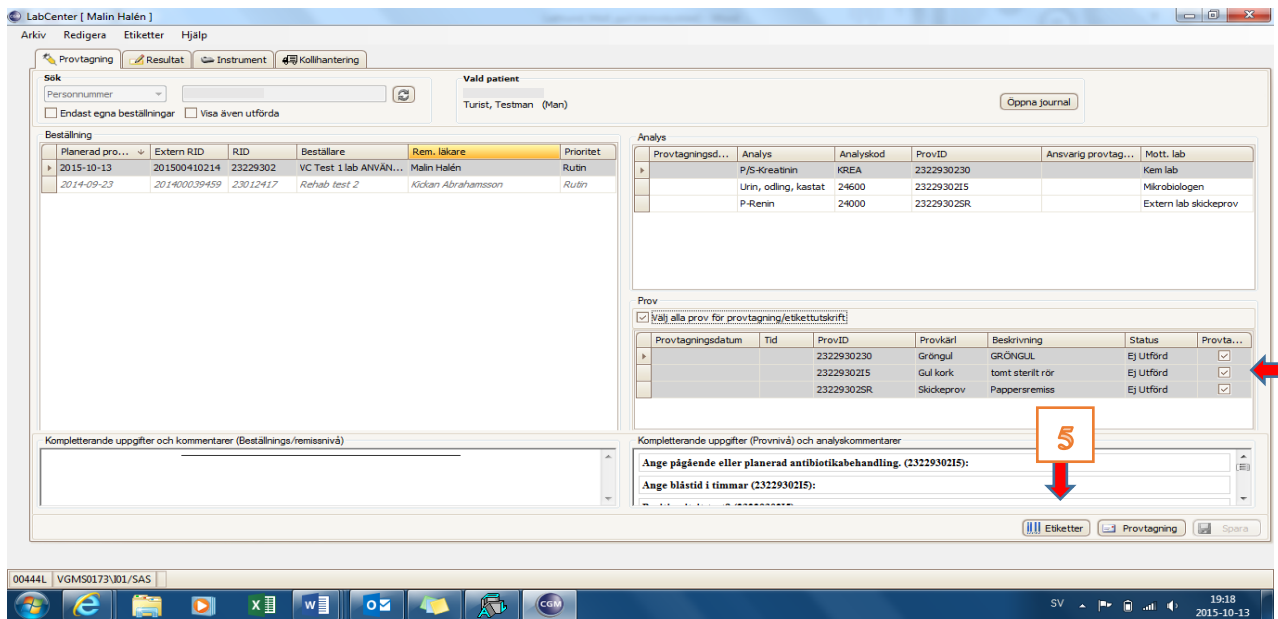 LabCenter [ Malin Halén ]
Arkiv Redigera Etiketter Hjälp
Provtagning Resultat Instrument Kollihantering
Sök
Personnummer
Endast egna beställningar Visa även utförda
Vald patient
Turist, Testman (Man)
Öppna journal
Beställning
Planerad pro... Extern RID RID Beställare Rem. läkare Prioritet
2015-10-13 201500410214 23229302 VC Test 1 lab ANVÄN... Malin Halén Rutin
2014-09-23 201400039459 23012417 Rehab test 2 Kickan Abrahamsson Rutin
Analys
Provtagningsd... Analys Analyskod ProvID Ansvarig provtag... Mott. lab
P/S-Kreatinin KREA 2322930230 Kem lab
Urin, odling, kastat 24600 23229302I5 Mikrobiologen
P-Renin 24000 23229302SR Extern lab skickeprov
Prov
Välj alla prov för provtagning/etikettutskrift
Provtagningsdatum Tid ProvID Provkärl Beskrivning Status Provta...
2322930230 Gröngul GRÖNGUL Ej Utförd
23229302I5 Gul kork tomt sterilt rör Ej Utförd
23229302SR Skickeprov Pappersremiss Ej Utförd
Kompletterande uppgifter och kommentarer (Beställnings/remissnivå)
Kompletterande uppgifter (Provnivå) och analyskommentarer
5
Ange pågående eller planerad antibiotikabehandling. (23229302I5):
Ange blåstid i timmar (23229302I5):
Etiketter Provtagning Spara
00444L VGMS0173\J01/SAS
CGM
SV 19:18
2015-10-13